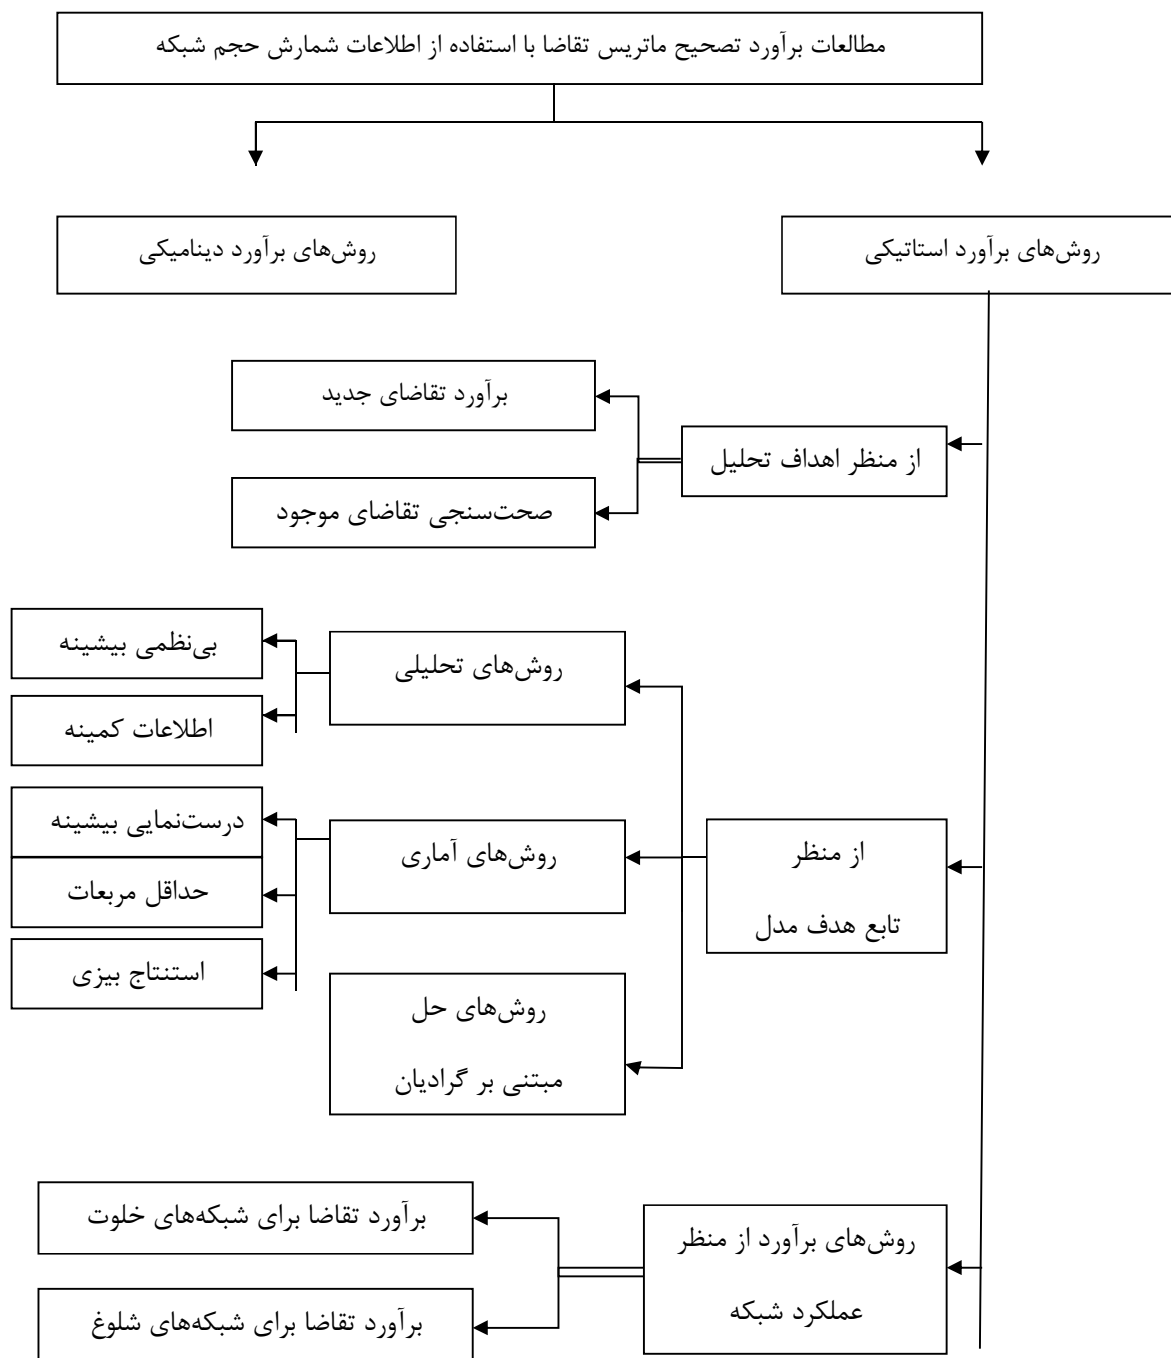 مطالعات برآورد تصحیح ماتریس تقاضا با استفاده از اطلاعات شمارش حجم شبکه
روش‌های برآورد استاتیکی
روش‌های برآورد دینامیکی
از منظر اهداف تحلیل
برآورد تقاضای جدید
صحت‌سنجی تقاضای موجود
از منظر
تابع هدف مدل
روش‌های تحلیلی
بی‌نظمی بیشینه
اطلاعات کمینه
روش‌های آماری
درست‌نمایی بیشینه
حداقل مربعات
استنتاج بیزی
روش‌های حل
مبتنی بر گرادیان
روش‌های برآورد از منظر
عملکرد شبکه
برآورد تقاضا برای شبکه‌های خلوت
برآورد تقاضا برای شبکه‌های شلوغ